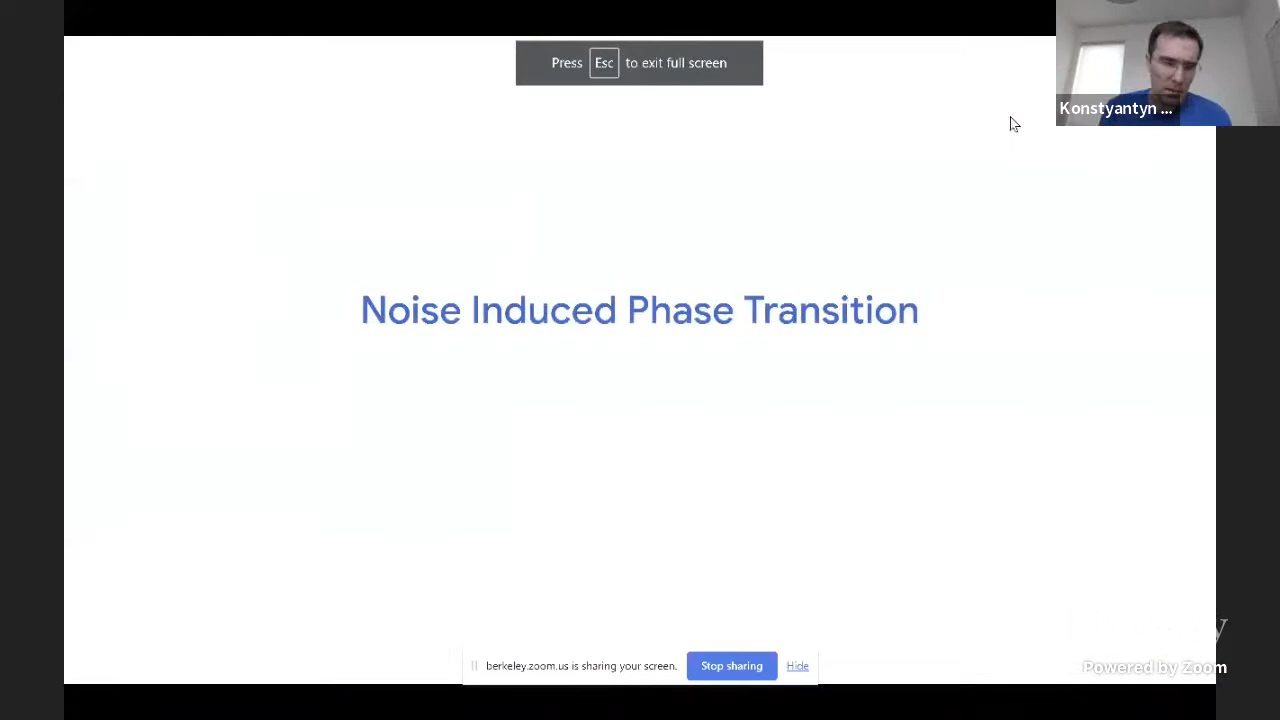 Press Esc to exit full screen
Konstyantyn ...
Noise Induced Phase Transition
berkeley.zoom.us is sharing your screen. Stop sharing Hide
Powered by Zoom